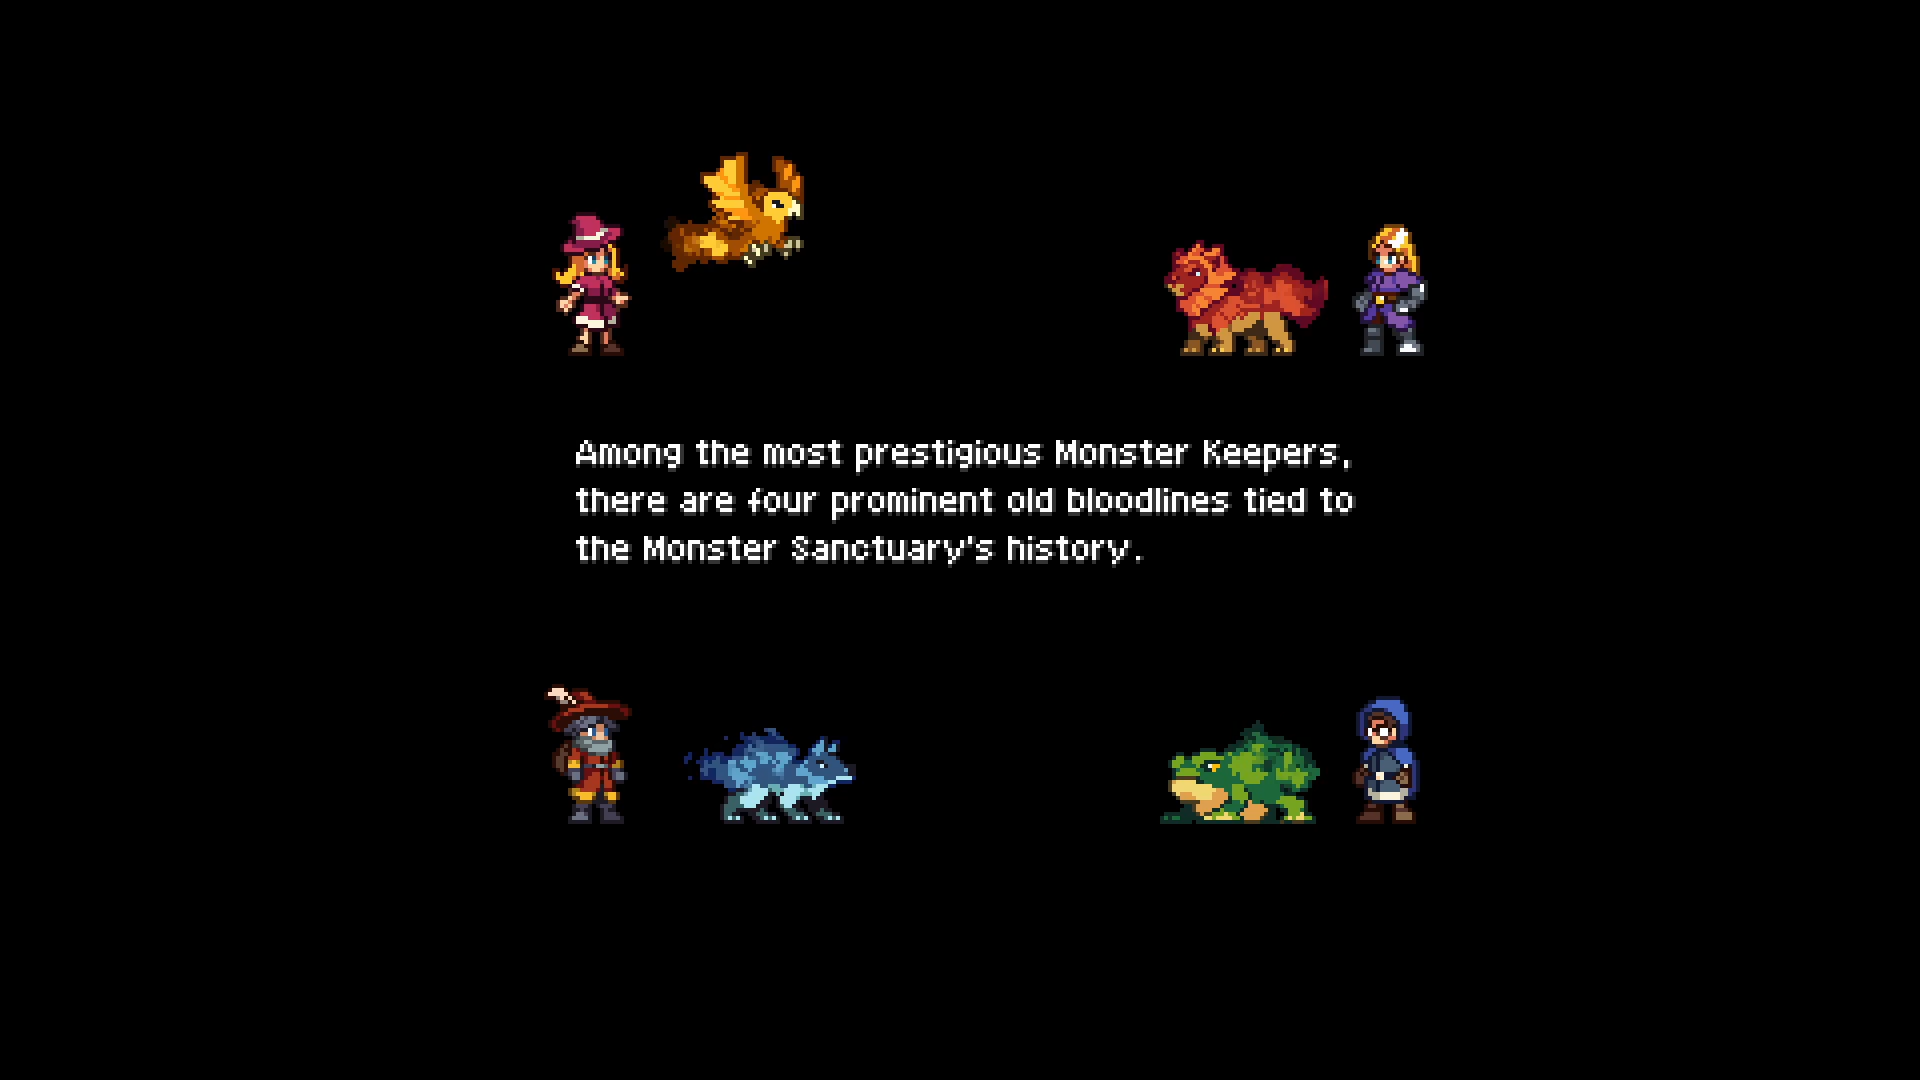 Among the most prestigious Monster Keepers,
there are four prominent old bloodlines tied to
the Monster Sanctuary's history.